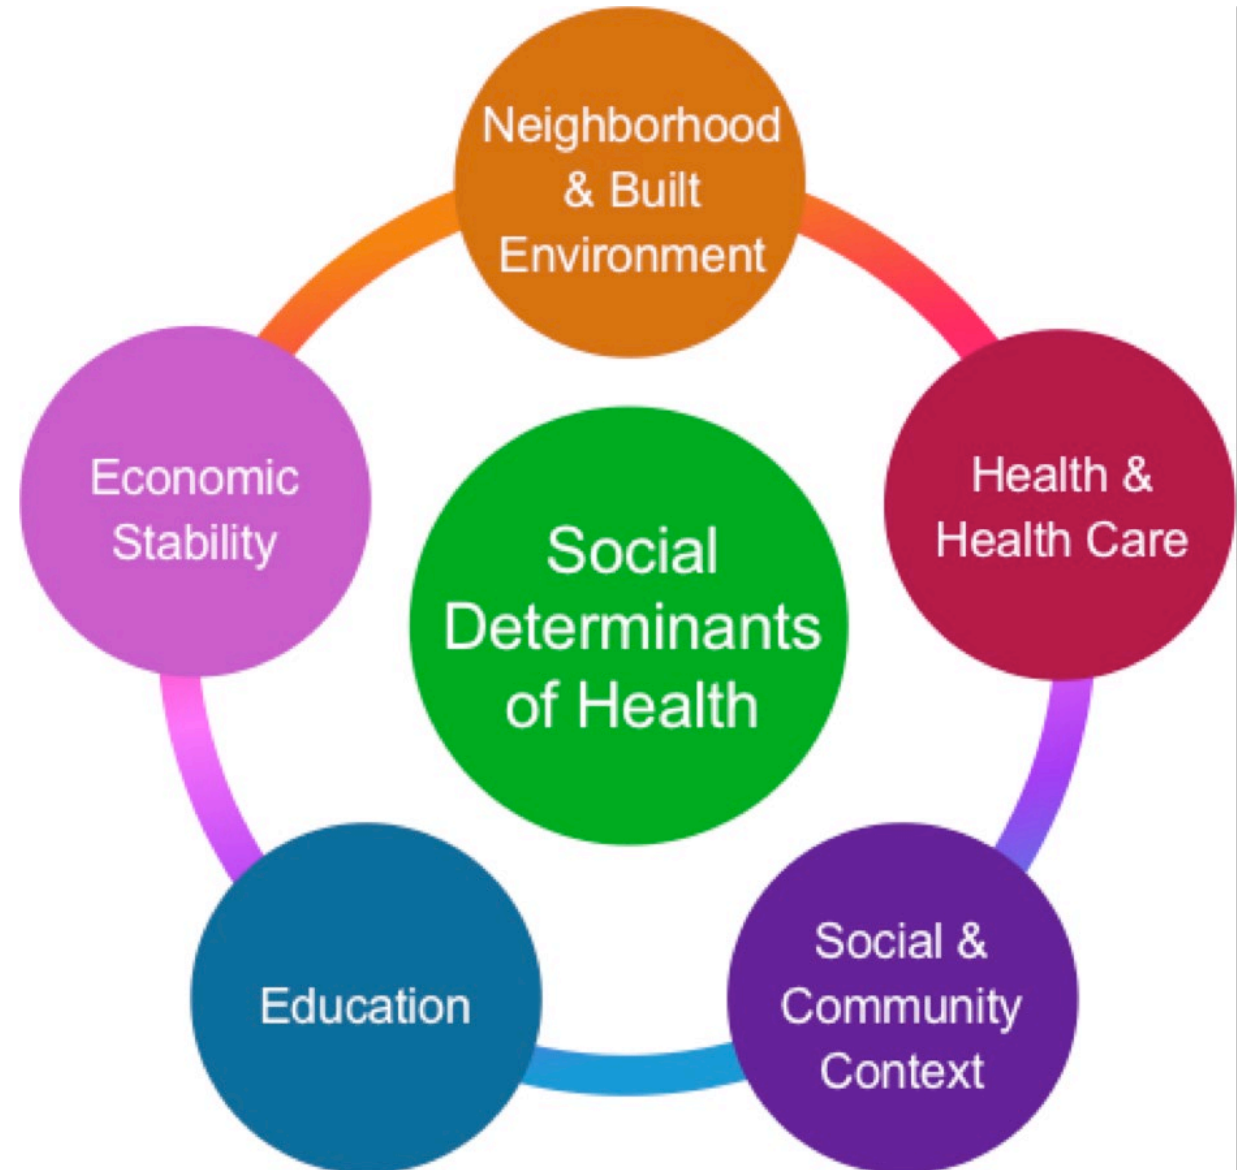 Neighborhood
& Built
Environment
Economic
Stability
Health &
Health Care
Social
Determinants
of Health
Education
Social &
Community
Context